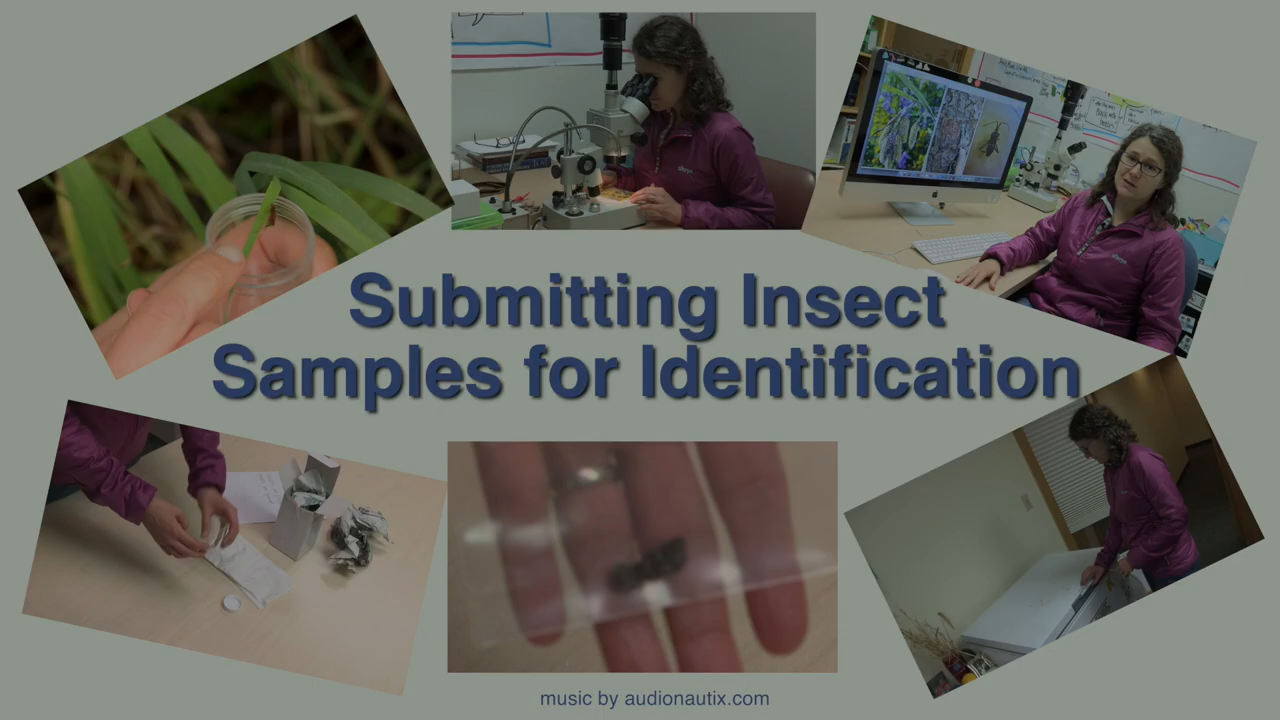 Submitting Insect
Samples for Identification
music by audionautix.com